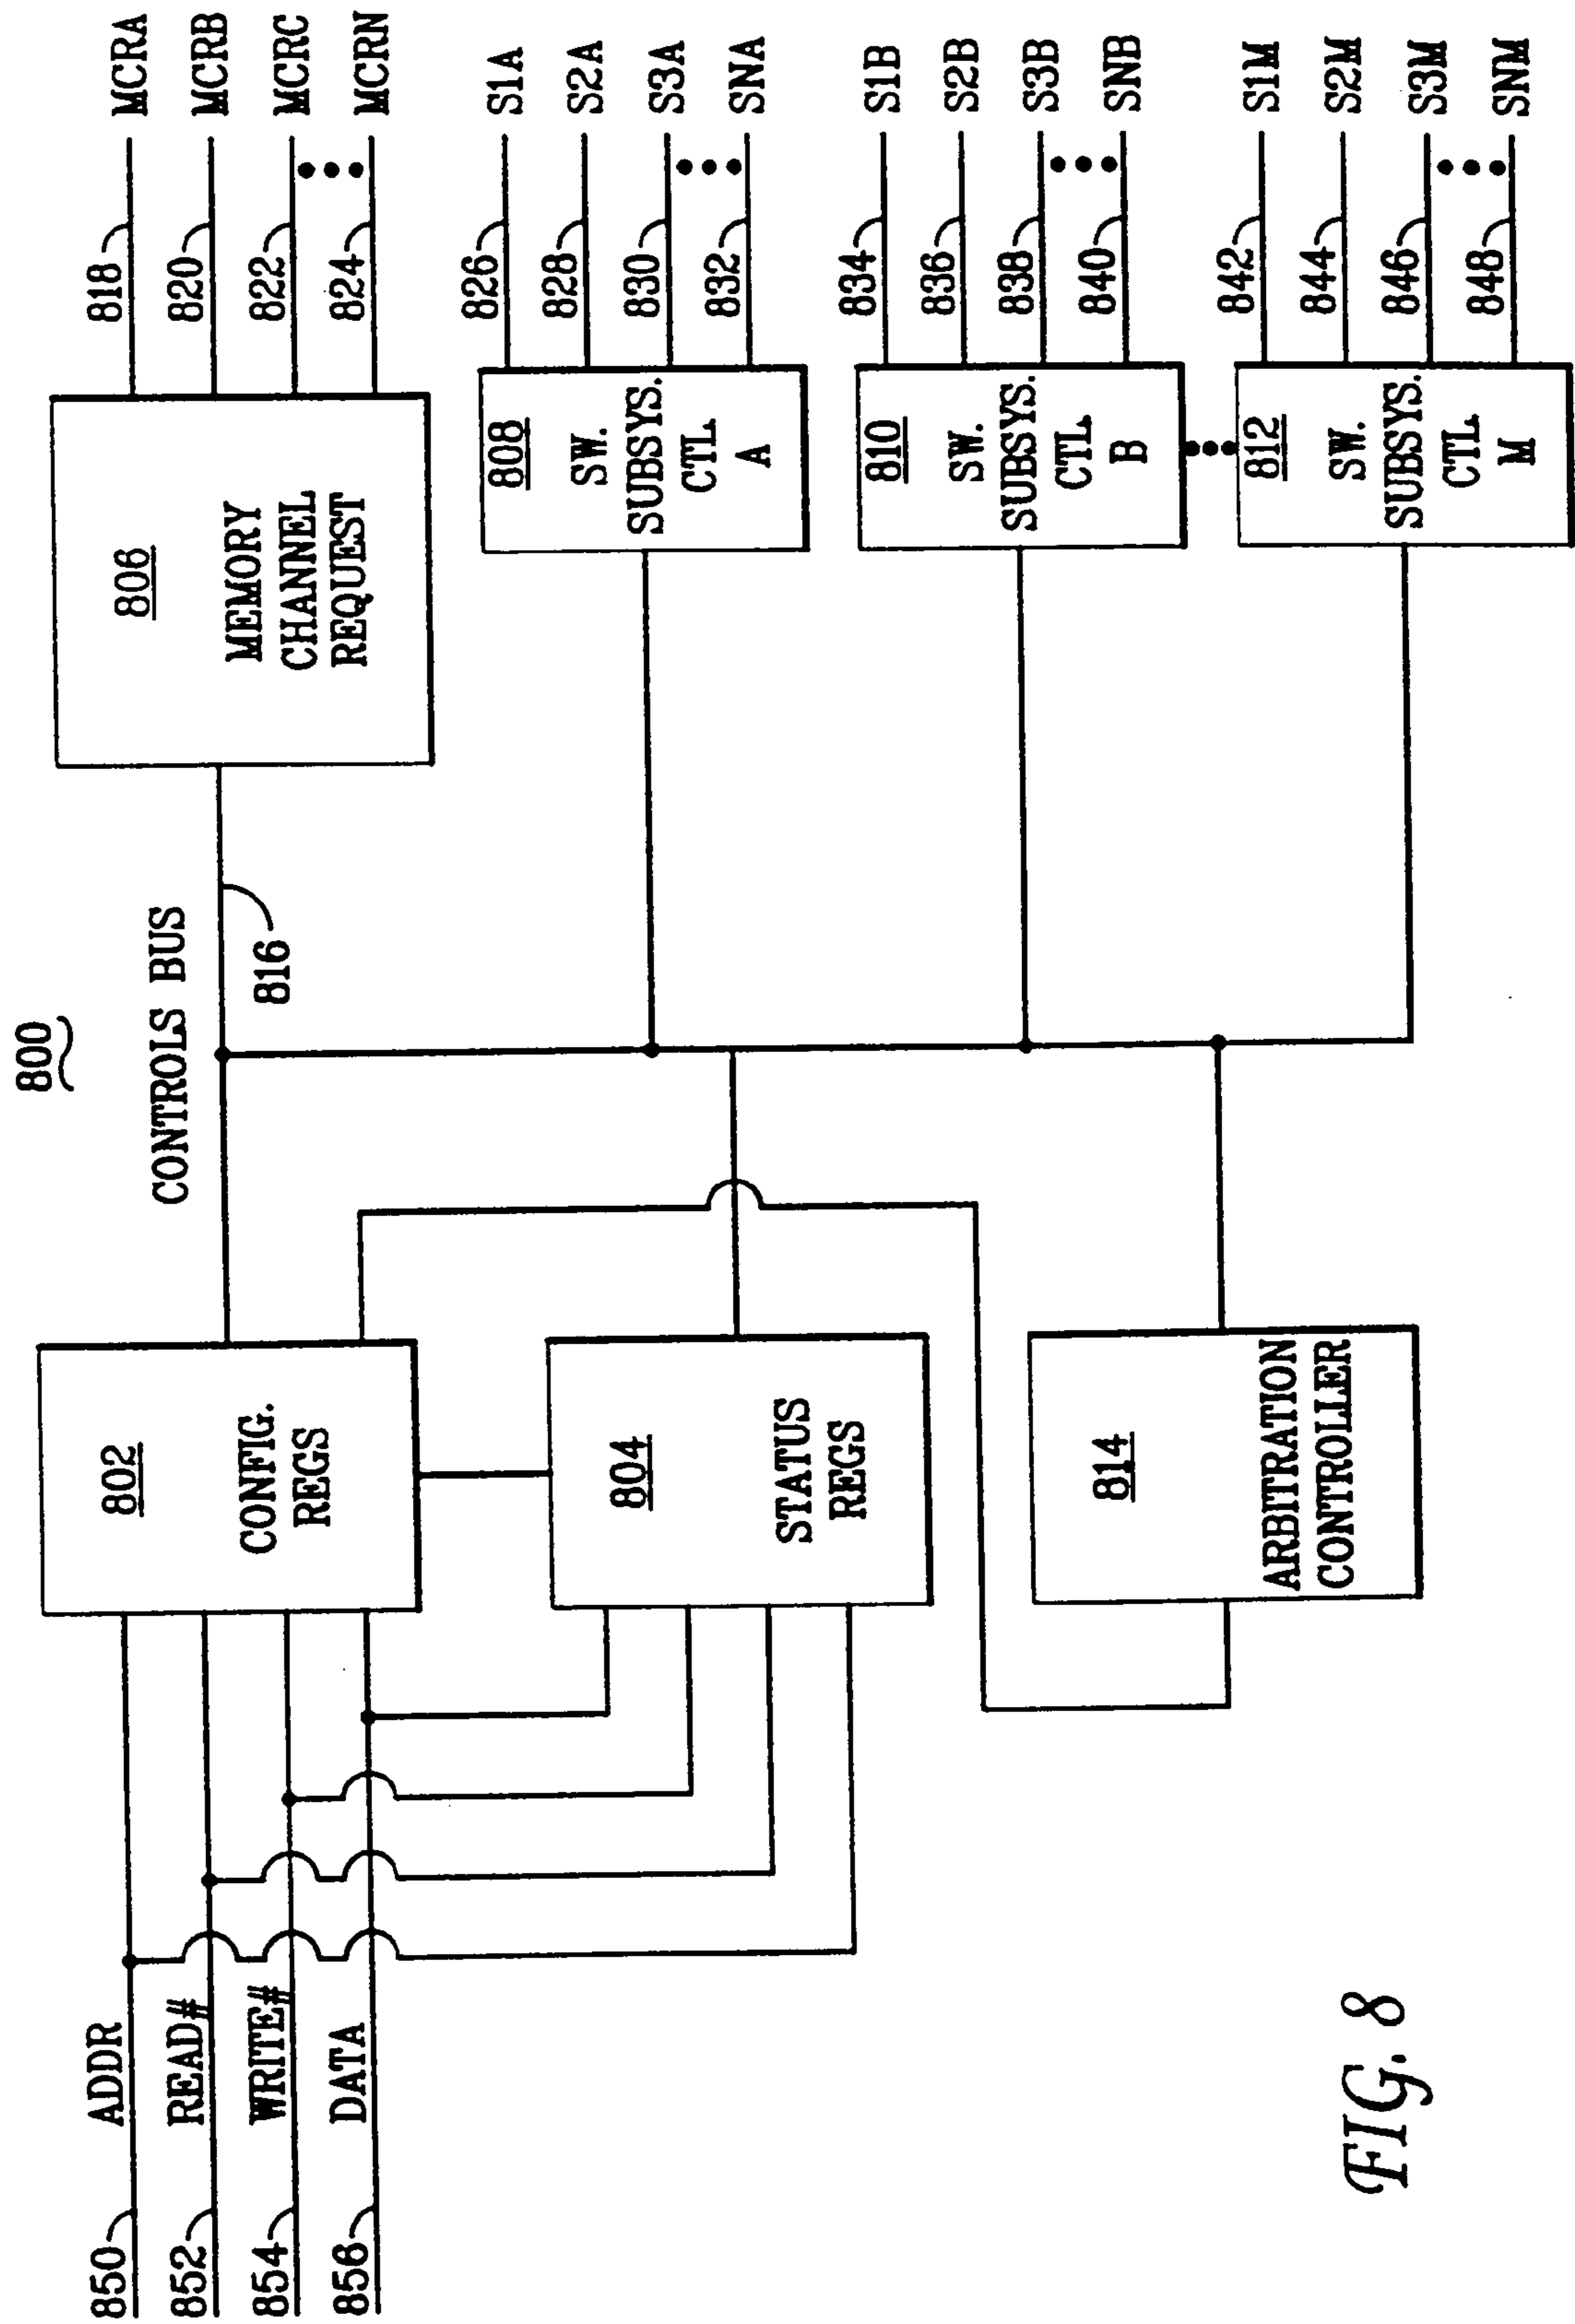 800
850
ADDR
852
READ#
854
WRITE#
856
DATA
802
CONFIG.
REGS
804
STATUS
REGS
814
ARBITRATION
CONTROLLER
CONTROLS BUS
816
806
MEMORY
CHANNEL
REQUEST
818
MCRA
820
MCRB
822
MCRC
824
MCRN
808
SW.
SUBSYS.
CTL
A
826
S1A
828
S2A
830
S3A
832
SNA
810
SW.
SUBSYS.
CTL
B
834
S1B
836
S2B
838
S3B
840
SNB
812
SW.
SUBSYS.
CTL
M
842
S1M
844
S2M
846
S3M
848
SNM
FIG. 8